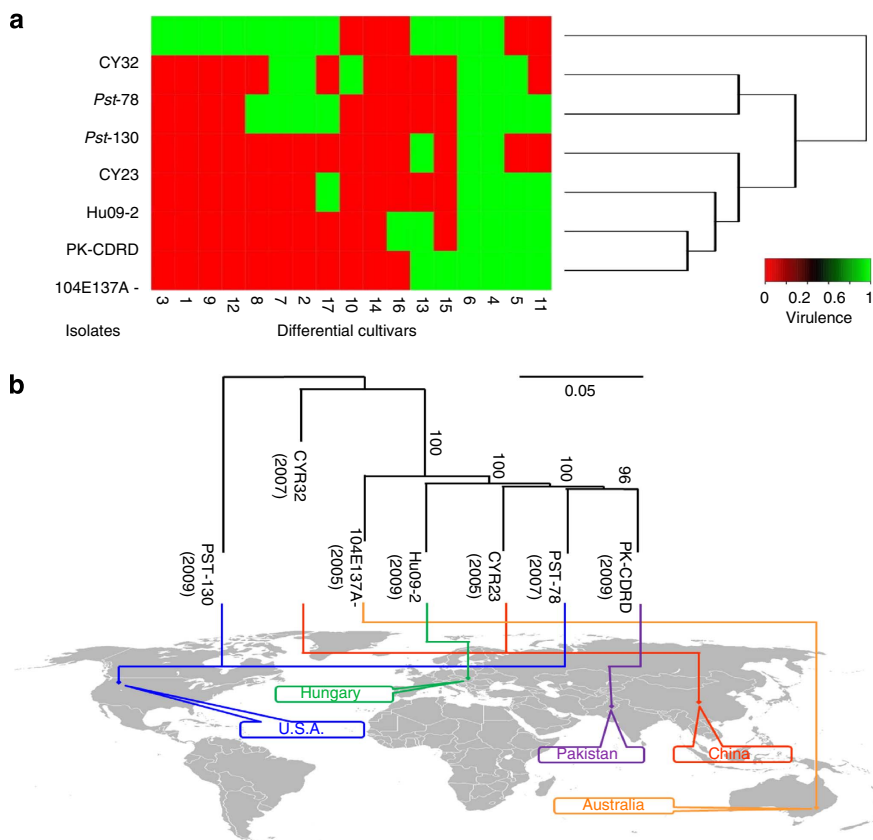 a
CY32
Pst-78
Pst-130
CY23
Hu09-2
PK-CDRD
104E137A -
3 1 9 12 8 7 2 17 10 14 16 13 15 6 4 5 11
Isolates
Differential cultivars
0 0.2 0.6 1
Virulence
b
0.05
100
100
100
96
CYR32
(2007)
PST-130
(2009)
104E137A-
(2005)
Hu09-2
(2009)
CYR23
(2005)
PST-78
(2007)
PK-CDRD
(2009)
Hungary
U.S.A.
Pakistan
China
Australia